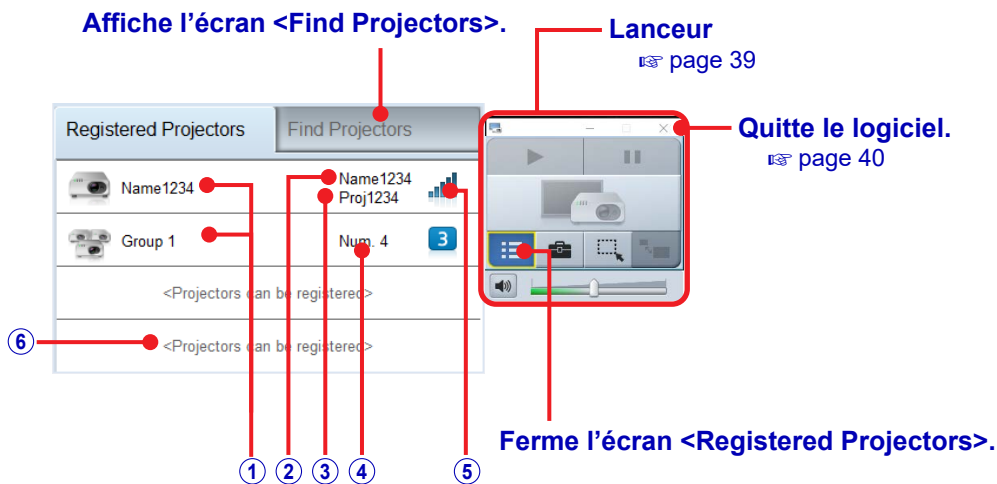 Affiche l’écran <Find Projectors>.
Lanceur
☞ page 39
Registered Projectors
Find Projectors
Quitte le logiciel.
☞ page 40
Name1234
Name1234
Proj1234
Group 1
Num. 4
3
<Projectors can be registered>
⑥
<Projectors can be registered>
Ferme l’écran <Registered Projectors>.
① ② ③ ④ ⑤